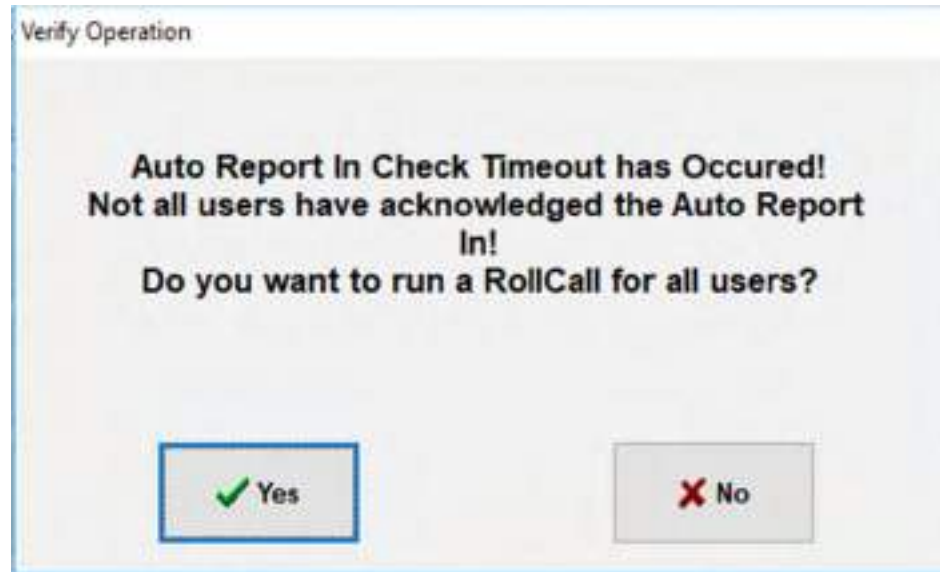 Verify Operation
Auto Report In Check Timeout has Occured!
Not all users have acknowledged the Auto Report
In!
Do you want to run a RollCall for all users?
Yes
No